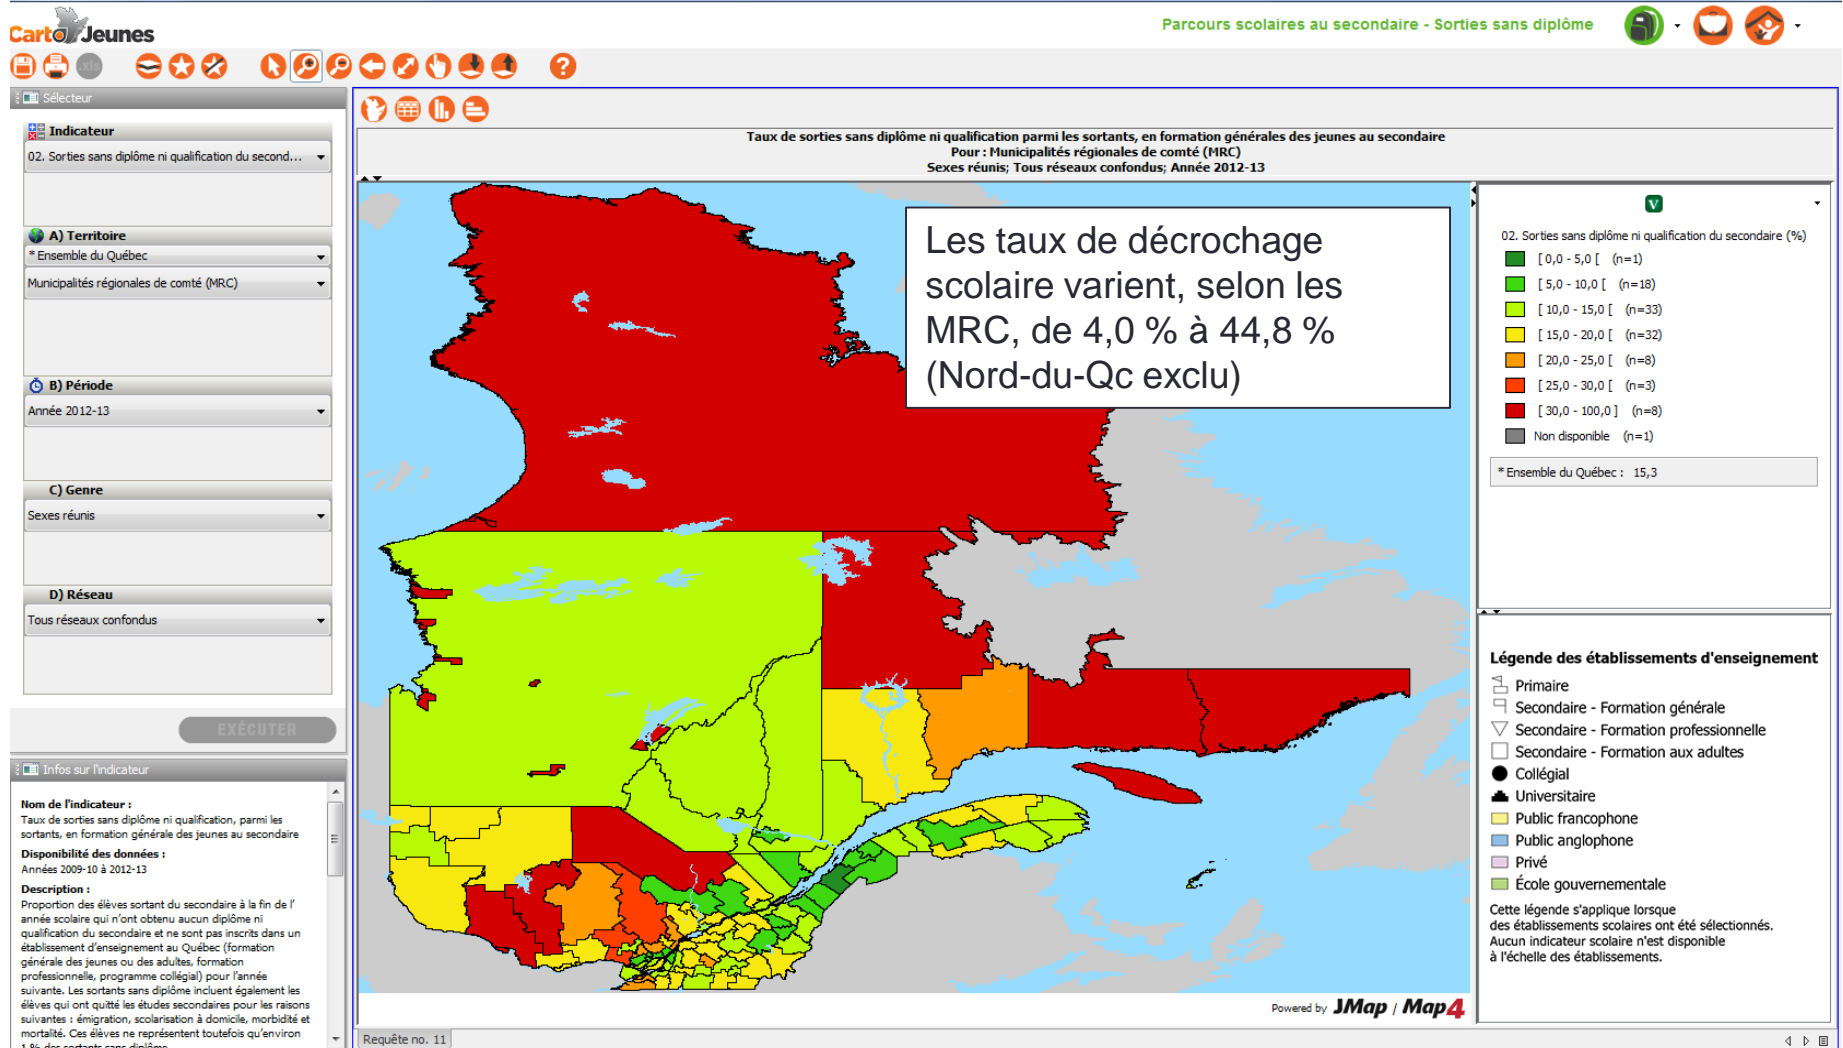 CartoJeunes
Parcours scolaires au secondaire - Sorties sans diplôme
.xls
?
Sélecteur
Indicateur
02. Sorties sans diplôme ni qualification du second...
A) Territoire
* Ensemble du Québec
Municipalités régionales de comté (MRC)
B) Période
Année 2012-13
C) Genre
Sexes réunis
D) Réseau
Tous réseaux confondus
EXÉCUTER
Infos sur l'indicateur
Nom de l'indicateur :
Taux de sorties sans diplôme ni qualification, parmi les
sortants, en formation générale des jeunes au secondaire
Disponibilité des données :
Années 2009-10 à 2012-13
Description :
Proportion des élèves sortant du secondaire à la fin de l'
année scolaire qui n'ont obtenu aucun diplôme ni
qualification du secondaire et ne sont pas inscrits dans un
établissement d'enseignement au Québec (formation
générale des jeunes ou des adultes, formation
professionnelle, programme collégial) pour l'année
suivante. Les sortants sans diplôme incluent également les
élèves qui ont quitté les études secondaires pour les raisons
suivantes : émigration, scolarisation à domicile, morbidité et
mortalité. Ces élèves ne représentent toutefois qu'environ
1 % des sortants sans diplôme
Taux de sorties sans diplôme ni qualification parmi les sortants, en formation générales des jeunes au secondaire
Pour : Municipalités régionales de comté (MRC)
Sexes réunis; Tous réseaux confondus; Année 2012-13
Les taux de décrochage
scolaire varient, selon les
MRC, de 4,0 % à 44,8 %
(Nord-du-Qc exclu)
Powered by JMap / Map4
Requête no. 11
V
02. Sorties sans diplôme ni qualification du secondaire (%)
[ 0,0 - 5,0 [ (n=1)
[ 5,0 - 10,0 [ (n=18)
[ 10,0 - 15,0 [ (n=33)
[ 15,0 - 20,0 [ (n=32)
[ 20,0 - 25,0 [ (n=8)
[ 25,0 - 30,0 [ (n=3)
[ 30,0 - 100,0 ] (n=8)
Non disponible (n=1)
* Ensemble du Québec : 15,3
Légende des établissements d'enseignement
Primaire
Secondaire - Formation générale
Secondaire - Formation professionnelle
Secondaire - Formation aux adultes
Collégial
Universitaire
Public francophone
Public anglophone
Privé
École gouvernementale
Cette légende s'applique lorsque
des établissements scolaires ont été sélectionnés.
Aucun indicateur scolaire n'est disponible
à l'échelle des établissements.